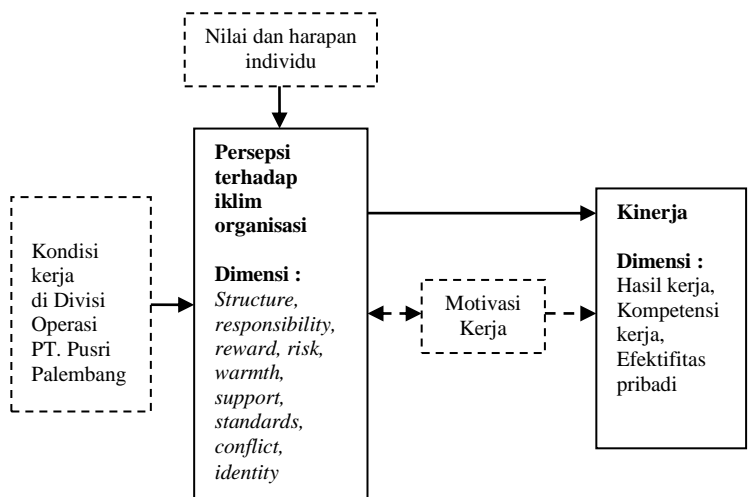 Nilai dan harapan
individu
Persepsi
terhadap
iklim
organisasi
Dimensi :
Structure,
responsibility,
reward, risk,
warmth,
support,
standards,
conflict,
identity
Kondisi
kerja
di Divisi
Operasi
PT. Pusri
Palembang
Motivasi
Kerja
Kinerja
Dimensi :
Hasil kerja,
Kompetensi
kerja,
Efektifitas
pribadi